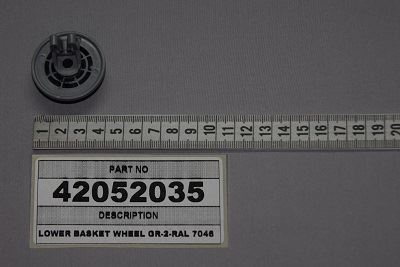 1 2 3 4 5 6 7 8 9 10 11 12 13 14 15 16 17 18 19 20
PART NO
42052035
DESCRIPTION
LOWER BASKET WHEEL GR-2-RAL 7046